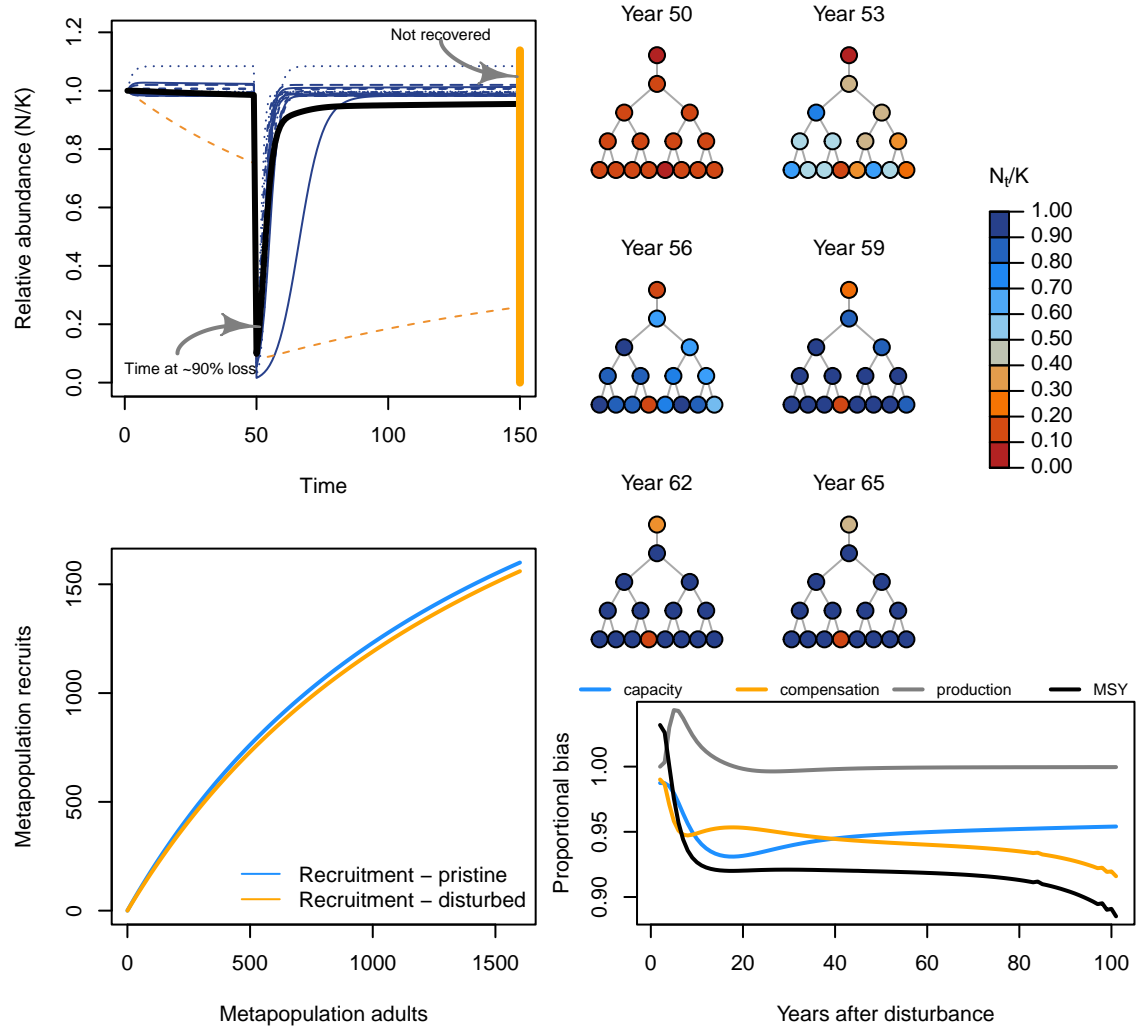 Relative abundance (N/K)
0.0 0.2 0.4 0.6 0.8 1.0 1.2
Not recovered
Time at ~90% loss
0 50 100 150
Time
Year 50
Year 53
Year 56
Year 59
Year 62
Year 65
Nt/K
1.00
0.90
0.80
0.70
0.60
0.50
0.40
0.30
0.20
0.10
0.00
Metapopulation recruits
0 500 1000 1500
Recruitment − pristine
Recruitment − disturbed
0 500 1000 1500
Metapopulation adults
capacity compensation production MSY
Proportional bias
0.90 0.95 1.00
0 20 40 60 80 100
Years after disturbance